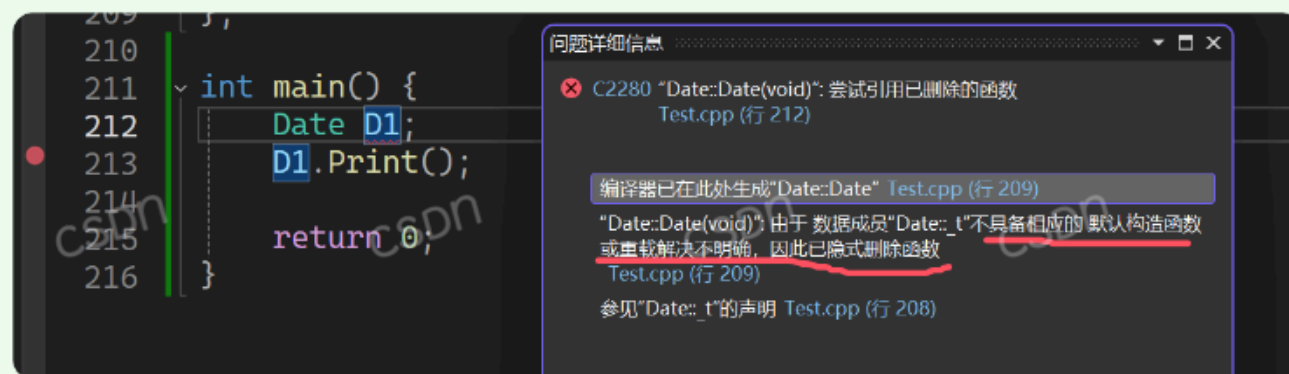 209 };
210
211 int main() {
212 Date D1;
213 D1.Print();
214
215 return 0;
216 }
问题详细信息
C2280 "Date::Date(void)": 尝试引用已删除的函数
Test.cpp (行 212)
编译器已在此处生成"Date::Date" Test.cpp (行 209)
"Date::Date(void)": 由于 数据成员"Date::_t"不具备相应的 默认构造函数
或重载解决不明确，因此已隐式删除函数
Test.cpp (行 209)
参见"Date::_t"的声明 Test.cpp (行 208)
CSDN
CSDN
CSDN
CSDN